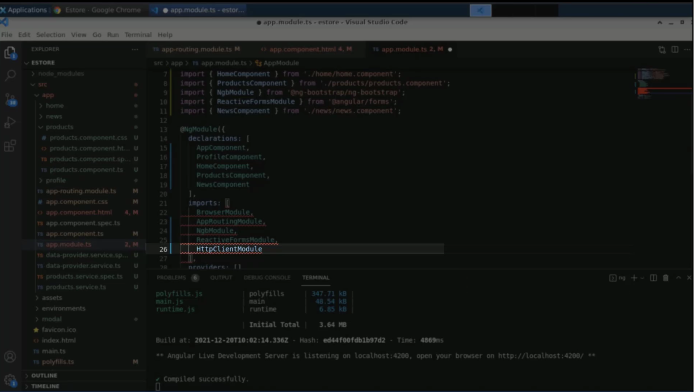 Applications
Estore - Google Chrome
app.module.ts - estor...
● app.module.ts - estore - Visual Studio Code
File Edit Selection View Go Run Terminal Help
EXPLORER
ESTORE
node_modules
src
app
home
news
products
products.component.css U
products.component.ht... U
products.component.sp... U
products.component.ts U
profile
app-routing.module.ts M
app.component.css M
app.component.html 4, M
app.component.spec.ts
app.component.ts M
app.module.ts 2, M
data-provider.service.sp... U
data-provider.service.ts U
products.service.spec.ts U
products.service.ts U
assets
environments
modal
favicon.ico
index.html
main.ts
polyfills.ts
OUTLINE
TIMELINE
app-routing.module.ts M
app.component.html 4, M
app.module.ts 2, M ●
src > app > app.module.ts > AppModule
7 import { HomeComponent } from './home/home.component';
8 import { ProductsComponent } from './products/products.component';
9 import { NgbModule } from '@ng-bootstrap/ng-bootstrap';
10 import { ReactiveFormsModule } from '@angular/forms';
11 import { NewsComponent } from './news/news.component';
12
13 @NgModule({
14 declarations: [
15 AppComponent,
16 ProfileComponent,
17 HomeComponent,
18 ProductsComponent,
19 NewsComponent
20 ],
21 imports: [
22 BrowserModule,
23 AppRoutingModule,
24 NgbModule,
25 ReactiveFormsModule,
26 HttpClientModule
27 ],
providers: []
PROBLEMS 6 OUTPUT DEBUG CONSOLE TERMINAL
ng
polyfills.js | polyfills | 347.71 kB |
main.js | main | 48.54 kB |
runtime.js | runtime | 6.85 kB |
| Initial Total | 3.64 MB
Build at: 2021-12-20T10:02:14.336Z - Hash: ed44f00fdb1b97d2 - Time: 4069ms
** Angular Live Development Server is listening on localhost:4200, open your browser on http://localhost:4200/ **
✓ Compiled successfully.